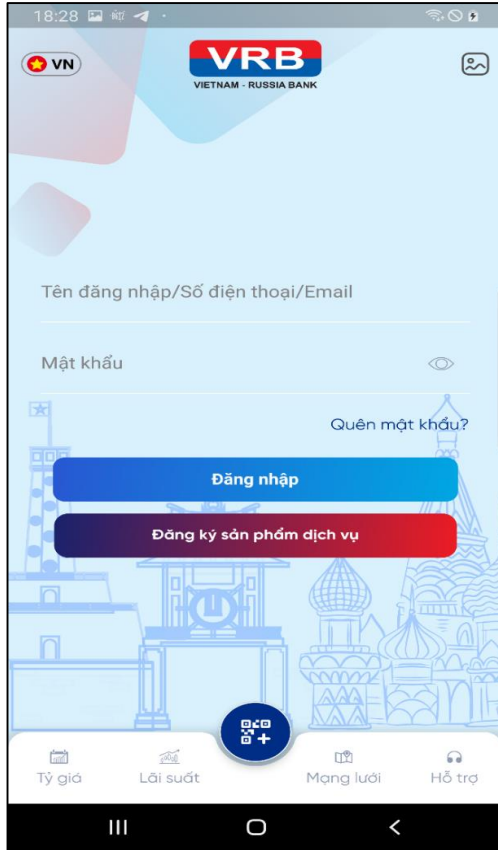 18:28
VN
VRB
VIETNAM - RUSSIA BANK
Tên đăng nhập/Số điện thoại/Email
Mật khẩu
Quên mật khẩu?
Đăng nhập
Đăng ký sản phẩm dịch vụ
Tỷ giá
Lãi suất
Mạng lưới
Hỗ trợ